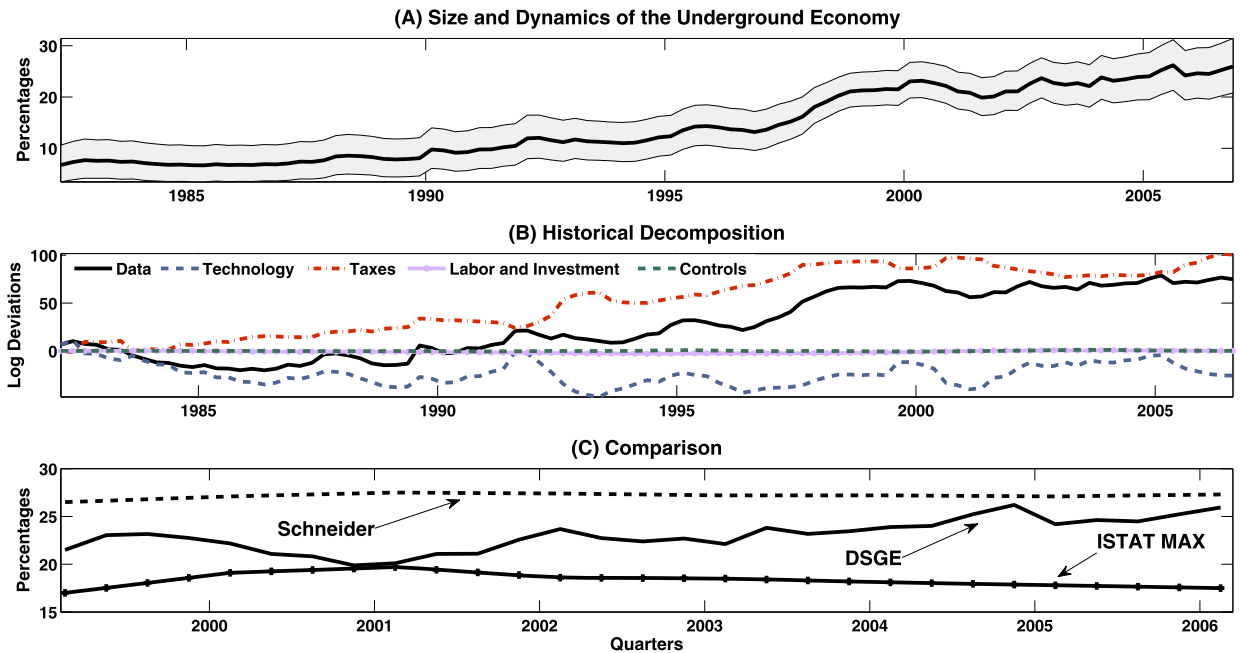 (A) Size and Dynamics of the Underground Economy
Percentages
30
20
10
1985 1990 1995 2000 2005
(B) Historical Decomposition
Log Deviations
100
50
0
Data Technology Taxes Labor and Investment Controls
1985 1990 1995 2000 2005
(C) Comparison
Percentages
30
25
20
15
Schneider
DSGE
ISTAT MAX
2000 2001 2002 2003 2004 2005 2006
Quarters